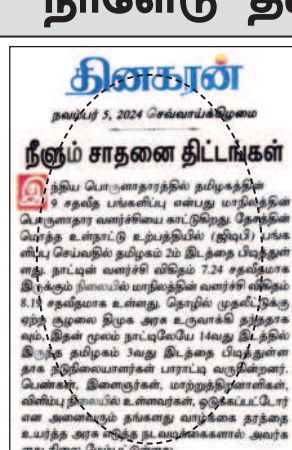 நாளேடு
தினகரன்
நவம்பர் 5, 2024 செவ்வாய்க்கிழமை
நீளும் சாதனை திட்டங்கள்
இந்திய பொருளாதாரத்தில் தமிழகத்தின்
9 சதவீத பங்களிப்பு என்பது மாநிலத்தின்
பொருளாதார வளர்ச்சியை காட்டுகிறது. தேசத்தின்
மொத்த உள்நாட்டு உற்பத்தியில் (ஜிடிபி) பங்க
ளிப்பு செய்வதில் தமிழகம் 2ம் இடத்தை பிடித்துள்
ளது. நாட்டின் வளர்ச்சி விகிதம் 7.24 சதவீதமாக
இருக்கும் நிலையில் மாநிலத்தின் வளர்ச்சி விகிதம்
8.19 சதவீதமாக உள்ளது. தொழில் முதலீட்டுக்கு
ஏற்ற சூழலை திமுக அரசு உருவாக்கி தந்ததாக
வும், இதன் மூலம் நாட்டிலேயே 14வது இடத்தில்
இருந்த தமிழகம் 3வது இடத்தை பிடித்துள்ள
தாக நடுநிலையாளர்கள் பாராட்டி வருகின்றனர்.
பெண்கள், இளைஞர்கள், மாற்றுத்திறனாளிகள்,
விளிம்பு நிலையில் உள்ளவர்கள், ஒடுக்கப்பட்டோர்
என அனைவரும் தங்களது வாழ்க்கை தரத்தை
உயர்த்த அரசு எடுத்த நடவடிக்கைகளால் அவர்க